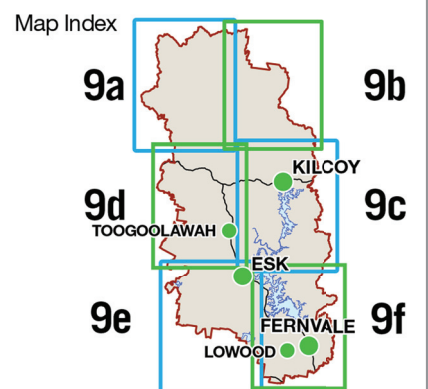 Map Index
9a
9b
KILCOY
9d
9c
TOOGOOLAWAH
ESK
9e
FERNVALE
9f
LOWOOD